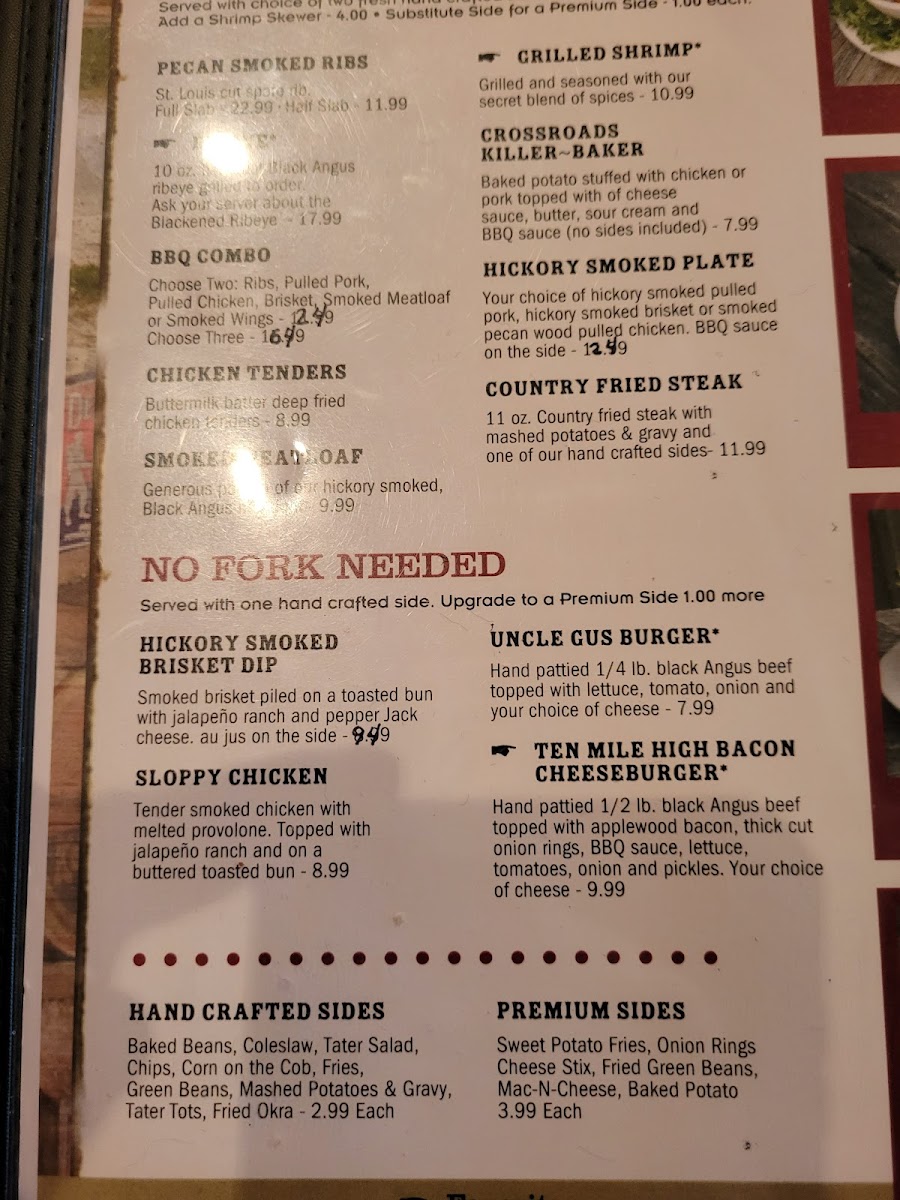 Served with choice of two fresh hand
Add a Shrimp Skewer - 4.00 • Substitute Side for a Premium Side - 1.00 each.
PECAN SMOKED RIBS
St. Louis cut spare rib.
Full Slab - 22.99 · Half Slab - 11.99
10 oz. Black Angus
ribeye grilled to order.
Ask your server about the
Blackened Ribeye - 17.99
BBQ COMBO
Choose Two: Ribs, Pulled Pork,
Pulled Chicken, Brisket, Smoked Meatloaf
or Smoked Wings - 12.49
Choose Three - 16.49
CHICKEN TENDERS
Buttermilk batter deep fried
chicken tenders - 8.99
SMOKED MEATLOAF
Generous portion of our hickory smoked,
Black Angus 9.99
GRILLED SHRIMP*
Grilled and seasoned with our
secret blend of spices - 10.99
CROSSROADS
KILLER~BAKER
Baked potato stuffed with chicken or
pork topped with of cheese
sauce, butter, sour cream and
BBQ sauce (no sides included) - 7.99
HICKORY SMOKED PLATE
Your choice of hickory smoked pulled
pork, hickory smoked brisket or smoked
pecan wood pulled chicken. BBQ sauce
on the side - 12.49
COUNTRY FRIED STEAK
11 oz. Country fried steak with
mashed potatoes & gravy and
one of our hand crafted sides- 11.99
NO FORK NEEDED
Served with one hand crafted side. Upgrade to a Premium Side 1.00 more
HICKORY SMOKED
BRISKET DIP
Smoked brisket piled on a toasted bun
with jalapeño ranch and pepper Jack
cheese. au jus on the side - 9.49
SLOPPY CHICKEN
Tender smoked chicken with
melted provolone. Topped with
jalapeño ranch and on a
buttered toasted bun - 8.99
UNCLE GUS BURGER*
Hand pattied 1/4 lb. black Angus beef
topped with lettuce, tomato, onion and
your choice of cheese - 7.99
TEN MILE HIGH BACON
CHEESEBURGER*
Hand pattied 1/2 lb. black Angus beef
topped with applewood bacon, thick cut
onion rings, BBQ sauce, lettuce,
tomatoes, onion and pickles. Your choice
of cheese - 9.99
HAND CRAFTED SIDES
Baked Beans, Coleslaw, Tater Salad,
Chips, Corn on the Cob, Fries,
Green Beans, Mashed Potatoes & Gravy,
Tater Tots, Fried Okra - 2.99 Each
PREMIUM SIDES
Sweet Potato Fries, Onion Rings
Cheese Stix, Fried Green Beans,
Mac-N-Cheese, Baked Potato
3.99 Each